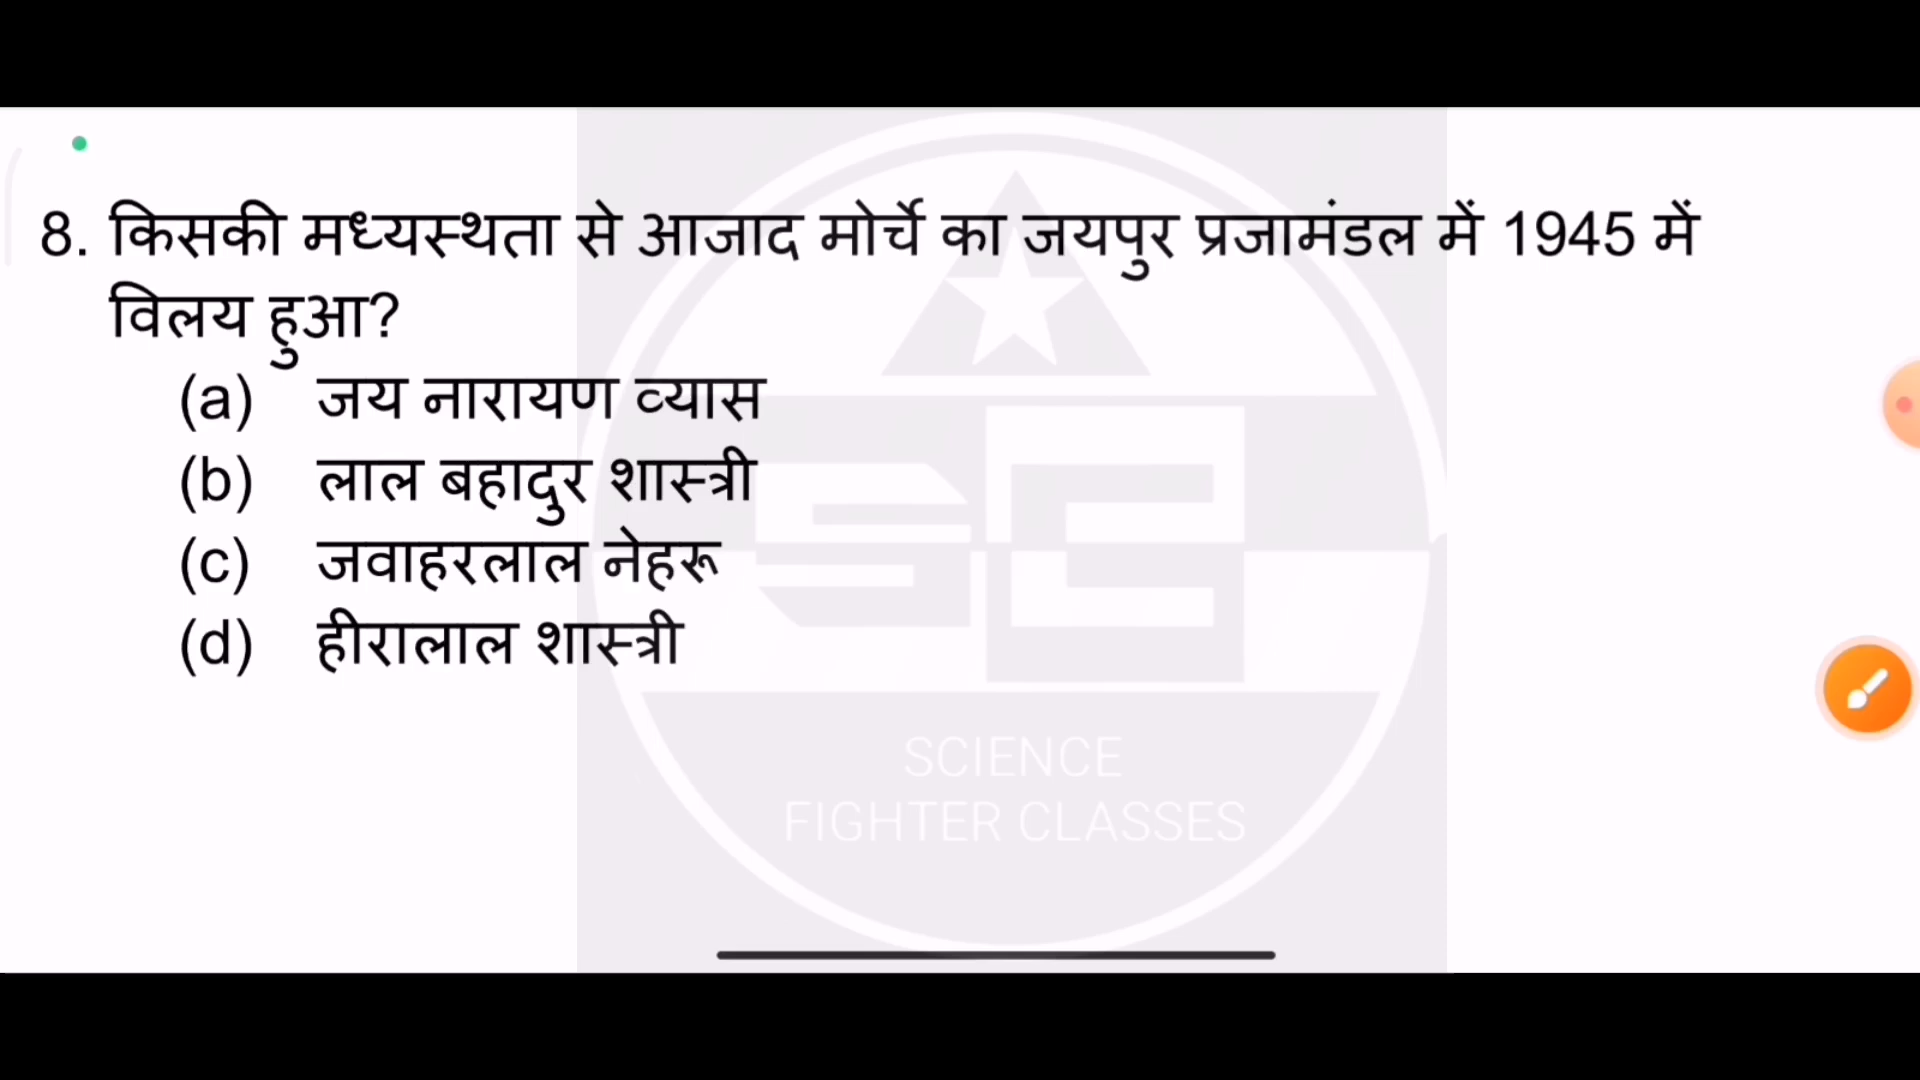 8. किसकी मध्यस्थता से आजाद मोर्चे का जयपुर प्रजामंडल में 1945 में
विलय हुआ?
(a) जय नारायण व्यास
(b) लाल बहादुर शास्त्री
(c) जवाहरलाल नेहरू
(d) हीरालाल शास्त्री
SCIENCE
FIGHTER CLASSES